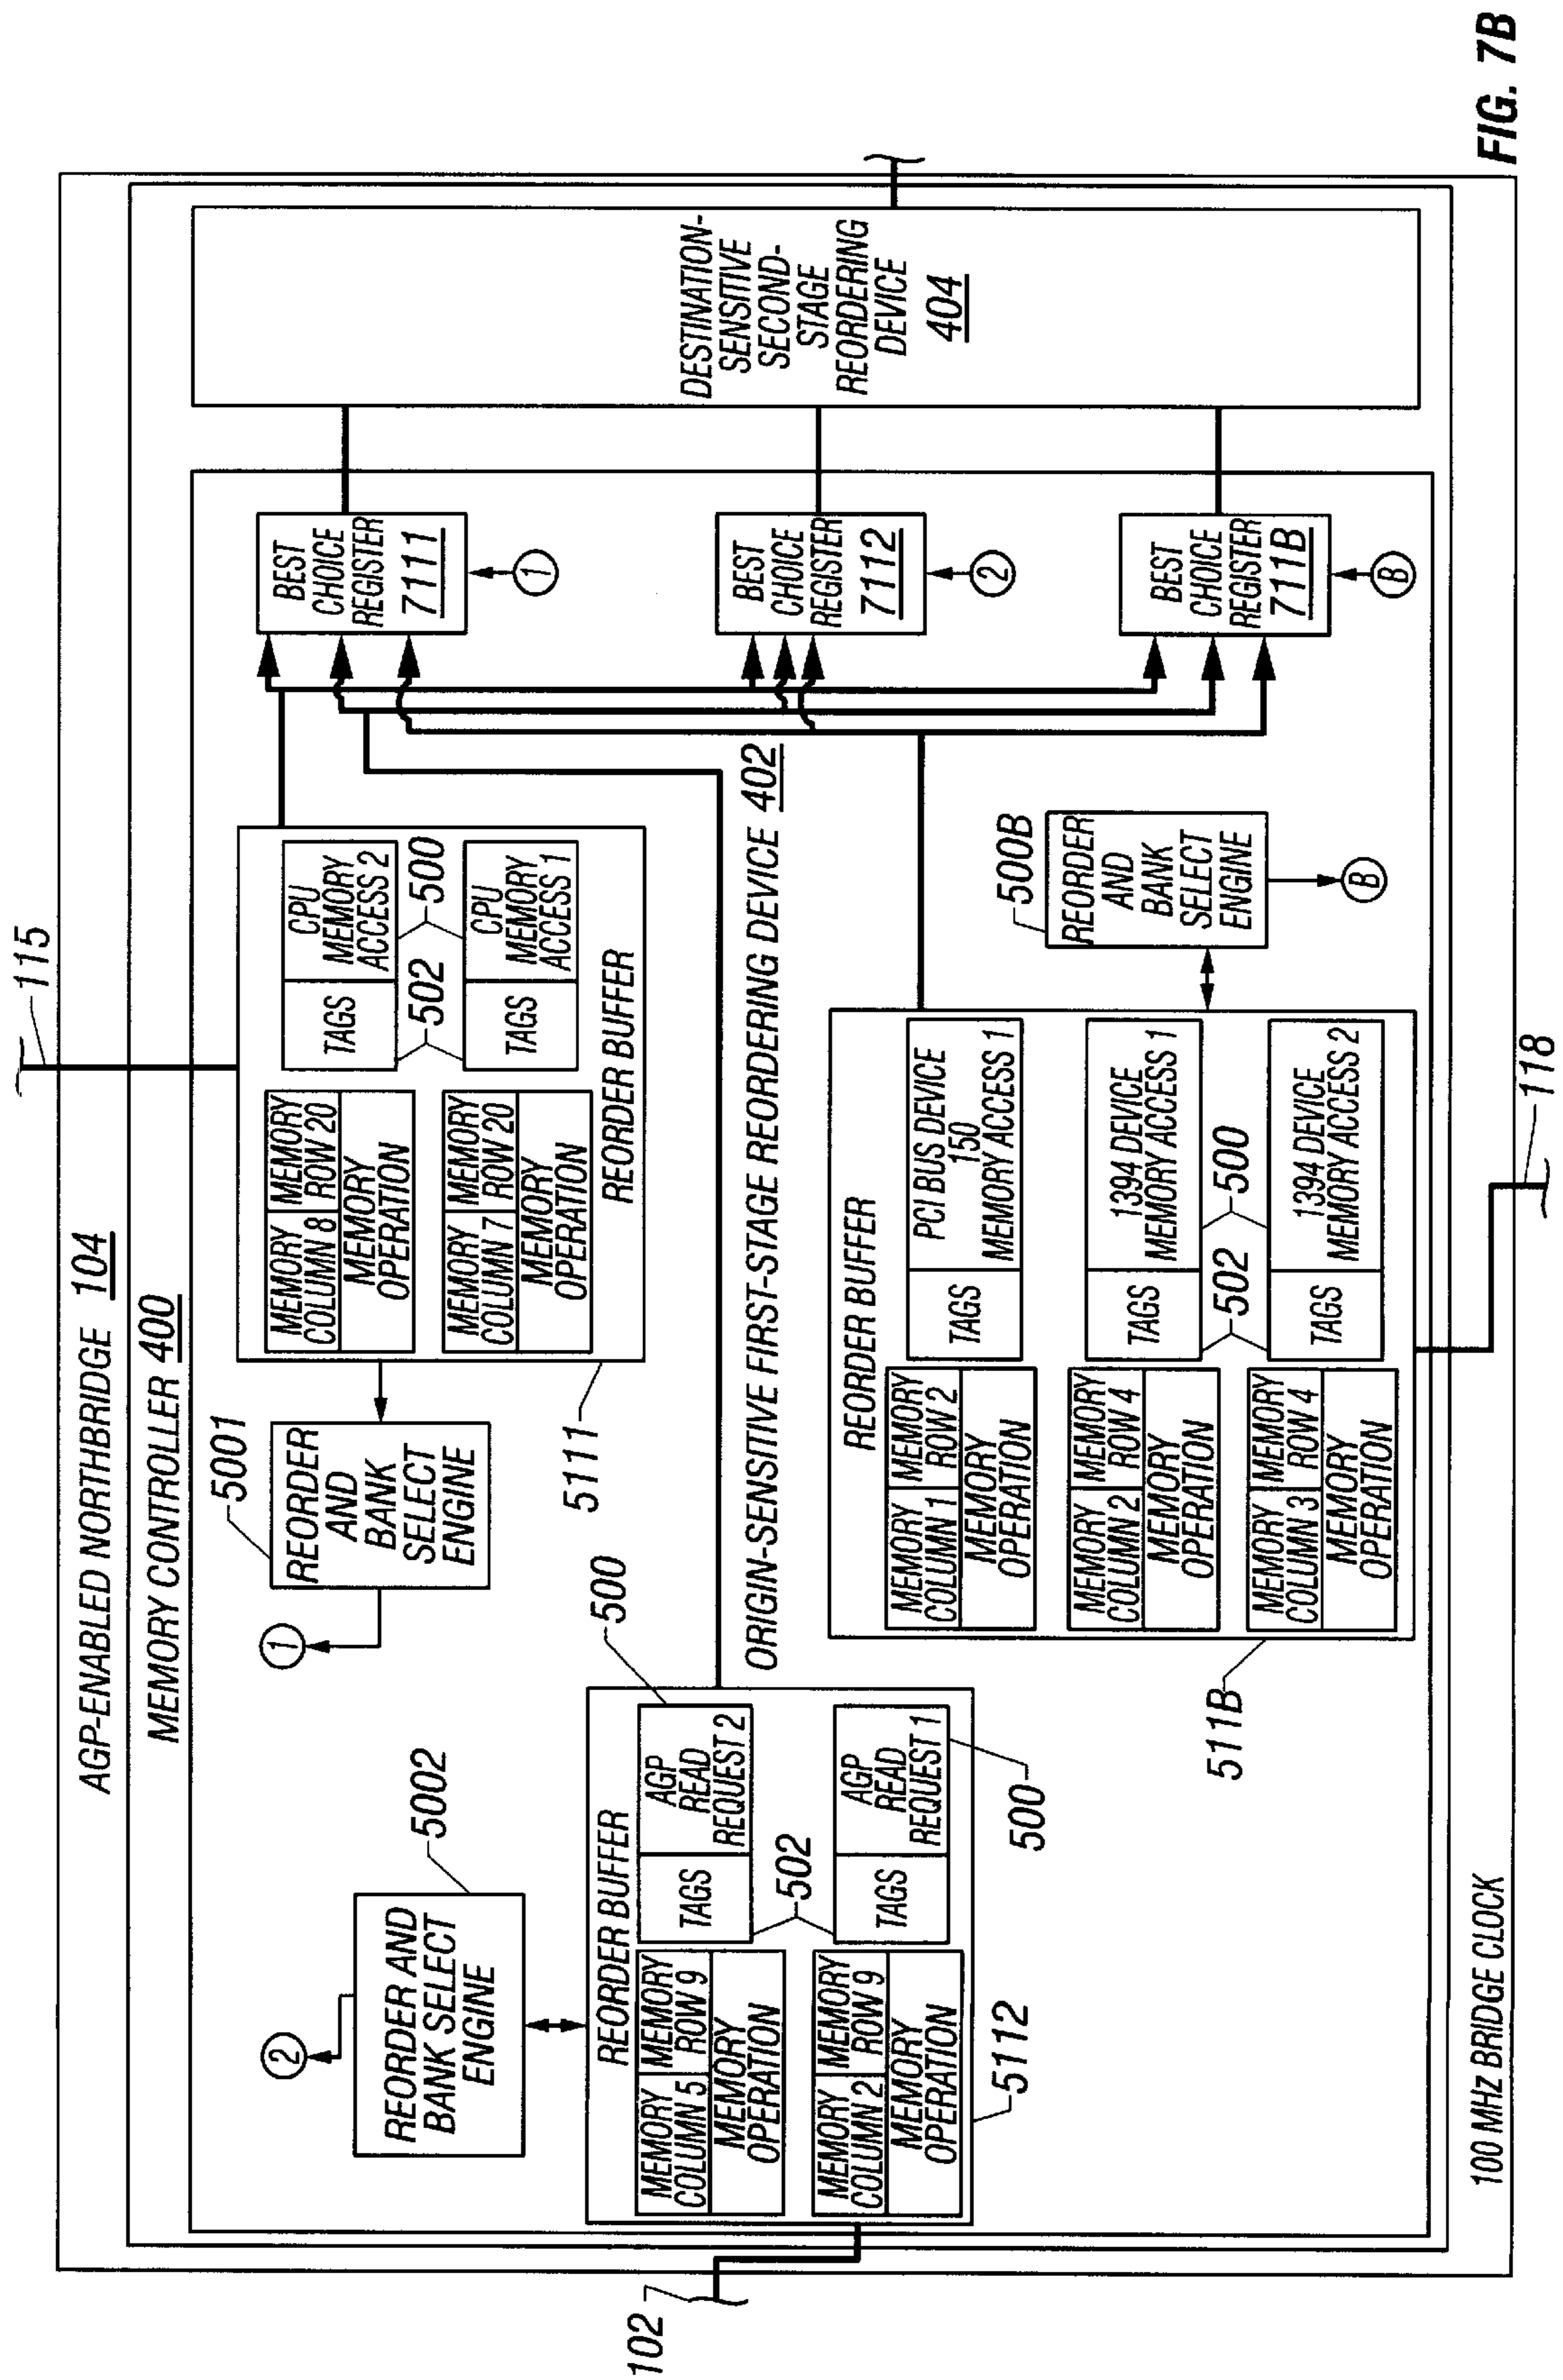 AGP-ENABLED NORTHBRIDGE 104
MEMORY CONTROLLER 400
115
5001
REORDER
AND
BANK
SELECT
ENGINE
1
5111
MEMORY
COLUMN 8
MEMORY
ROW 20
MEMORY
OPERATION
TAGS
CPU
MEMORY
ACCESS 2
502
500
MEMORY
COLUMN 7
MEMORY
ROW 20
MEMORY
OPERATION
TAGS
CPU
MEMORY
ACCESS 1
REORDER BUFFER
BEST
CHOICE
REGISTER
7111
1
5002
REORDER AND
BANK SELECT
ENGINE
2
REORDER BUFFER
500
MEMORY
COLUMN 5
MEMORY
ROW 9
MEMORY
OPERATION
TAGS
AGP
READ
REQUEST 2
502
MEMORY
COLUMN 2
MEMORY
ROW 9
MEMORY
OPERATION
TAGS
AGP
READ
REQUEST 1
5112
500
102
ORIGIN-SENSITIVE FIRST-STAGE REORDERING DEVICE 402
BEST
CHOICE
REGISTER
7112
2
DESTINATION-
SENSITIVE
SECOND-
STAGE
REORDERING
DEVICE
404
REORDER BUFFER
MEMORY
COLUMN 1
MEMORY
ROW 2
MEMORY
OPERATION
TAGS
PCI BUS DEVICE
150
MEMORY ACCESS 1
MEMORY
COLUMN 2
MEMORY
ROW 4
MEMORY
OPERATION
TAGS
1394 DEVICE
MEMORY ACCESS 1
502
500
MEMORY
COLUMN 3
MEMORY
ROW 4
MEMORY
OPERATION
TAGS
1394 DEVICE
MEMORY ACCESS 2
511B
500B
REORDER
AND
BANK
SELECT
ENGINE
B
BEST
CHOICE
REGISTER
711B
B
118
100 MHz BRIDGE CLOCK
FIG. 7B